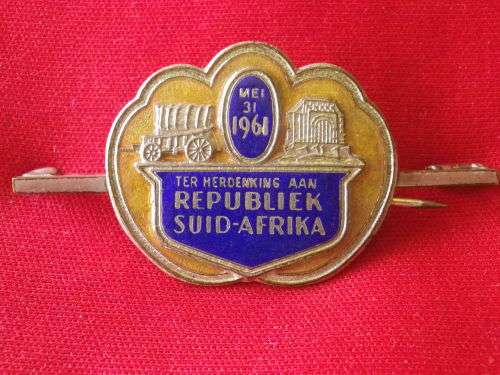 MEI
31
1961
TER HERDENKING AAN
REPUBLIEK
SUID-AFRIKA